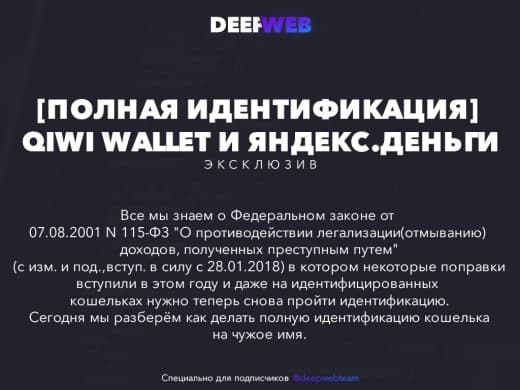 DEEPWEB
[ПОЛНАЯ ИДЕНТИФИКАЦИЯ]
QIWI WALLET И ЯНДЕКС.ДЕНЬГИ
ЭКСКЛЮЗИВ
Все мы знаем о Федеральном законе от
07.08.2001 N 115-ФЗ "О противодействии легализации(отмыванию)
доходов, полученных преступным путем"
(с изм. и под.,вступ. в силу с 28.01.2018) в котором некоторые поправки
вступили в этом году и даже на идентифицированных
кошельках нужно теперь снова пройти идентификацию.
Сегодня мы разберём как делать полную идентификацию кошелька
на чужое имя.
Специально для подписчиков @deepwebteam